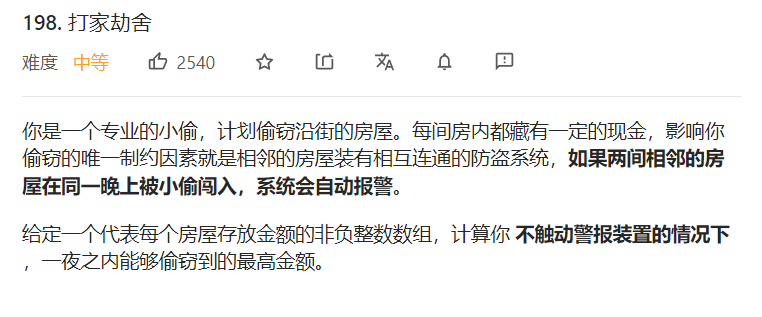 198. 打家劫舍
难度 中等 2540
你是一个专业的小偷，计划偷窃沿街的房屋。每间房内都藏有一定的现金，影响你
偷窃的唯一制约因素就是相邻的房屋装有相互连通的防盗系统，如果两间相邻的房
屋在同一晚上被小偷闯入，系统会自动报警。
给定一个代表每个房屋存放金额的非负整数数组，计算你 不触动警报装置的情况下
，一夜之内能够偷窃到的最高金额。